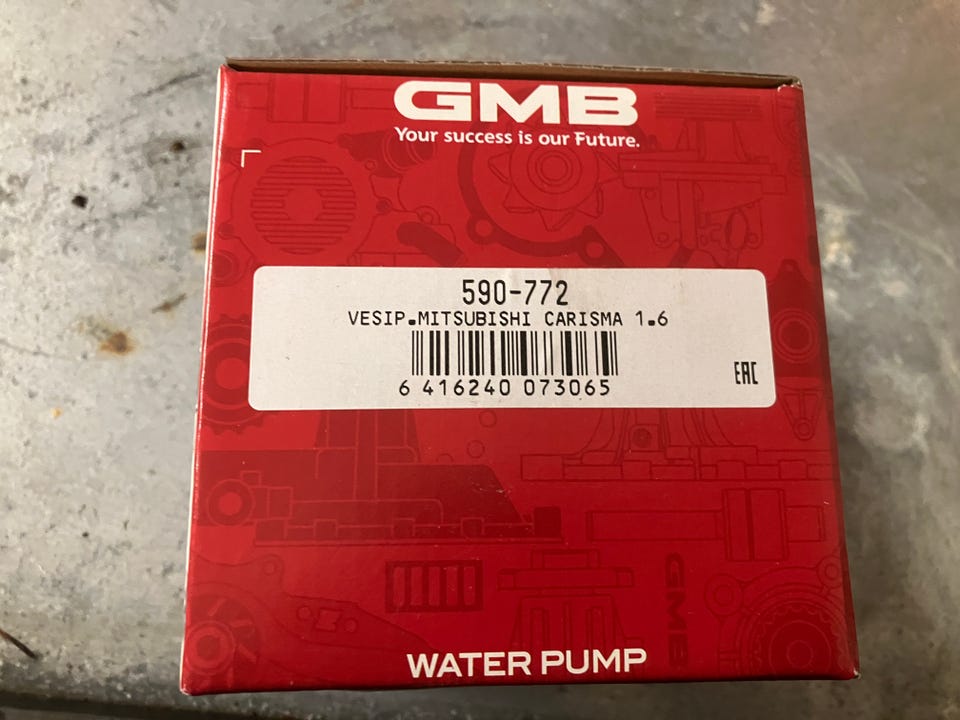 GMB
Your success is our Future.
590-772
VESIP.MITSUBISHI CARISMA 1.6
6 416240 073065
EAC
GMB
WATER PUMP